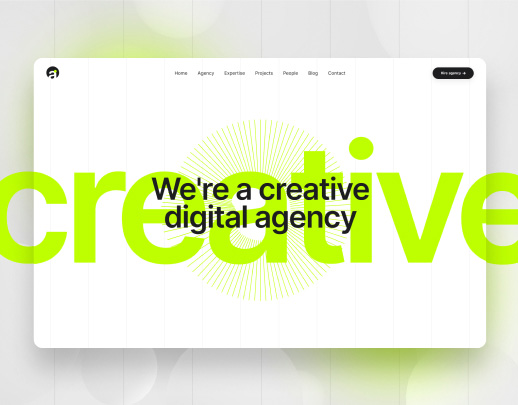 a
Home Agency Expertise Projects People Blog Contact
Hire agency →
creative
We're a creative
digital agency